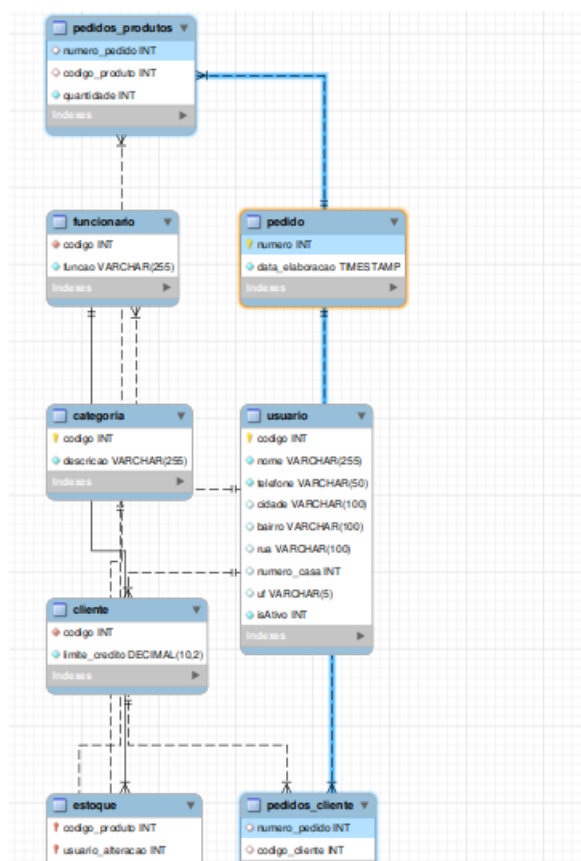 pedidos_produtos
numero_pedido INT
codigo_produto INT
quantidade INT
Indexes
funcionario
codigo INT
funcao VARCHAR(255)
Indexes
pedido
numero INT
data_elaboracao TIMESTAMP
Indexes
categoria
codigo INT
descricao VARCHAR(255)
Indexes
usuario
codigo INT
nome VARCHAR(255)
telefone VARCHAR(50)
cidade VARCHAR(100)
bairro VARCHAR(100)
rua VARCHAR(100)
numero_casa INT
uf VARCHAR(5)
isAtivo INT
Indexes
cliente
codigo INT
limite_credito DECIMAL(10,2)
Indexes
estoque
codigo_produto INT
usuario_alteracao INT
pedidos_cliente
numero_pedido INT
codigo_cliente INT